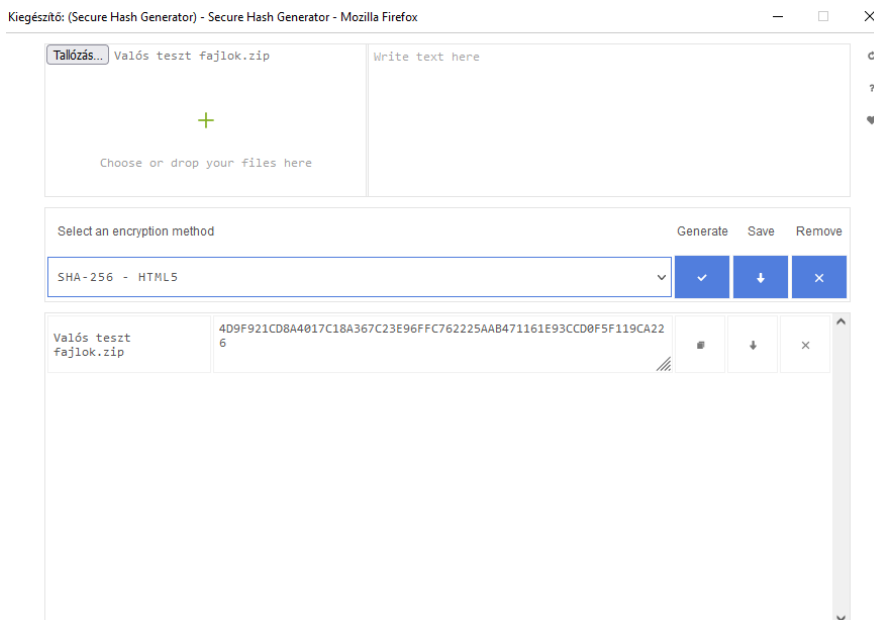 Kiegészítő: (Secure Hash Generator) - Secure Hash Generator - Mozilla Firefox
Tallózás... Valós teszt fajlok.zip
Write text here
?
Choose or drop your files here
Select an encryption method
Generate Save Remove
SHA-256 - HTML5
Valós teszt
fajlok.zip
4D9F921CD8A4017C18A367C23E96FFC762225AAB471161E93CCD0F5F119CA22
6